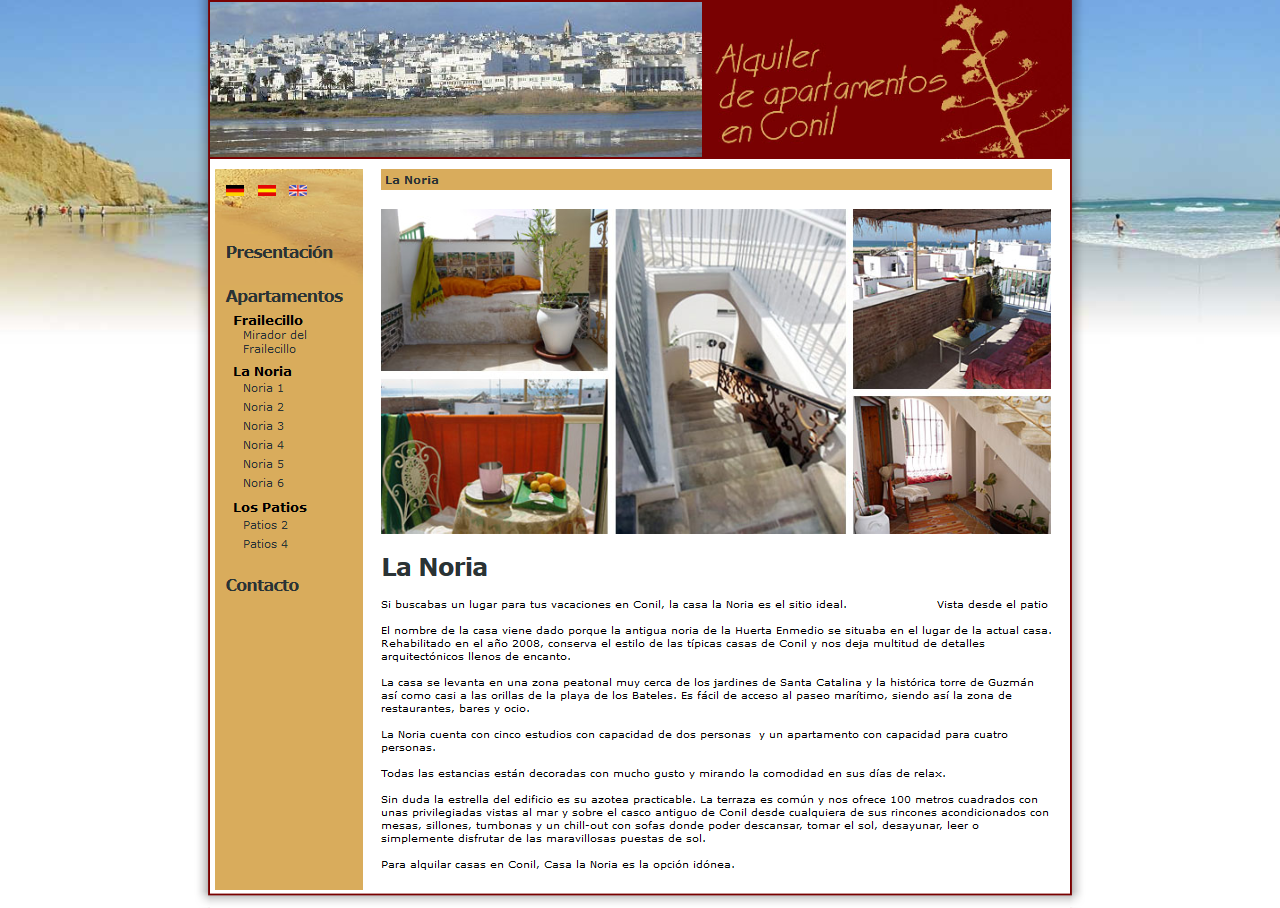 Alquiler
de apartamentos
en Conil
La Noria
Presentación
Apartamentos
Frailecillo
Mirador del
Frailecillo
La Noria
Noria 1
Noria 2
Noria 3
Noria 4
Noria 5
Noria 6
Los Patios
Patios 2
Patios 4
Contacto
La Noria
Si buscabas un lugar para tus vacaciones en Conil, la casa la Noria es el sitio ideal. Vista desde el patio
El nombre de la casa viene dado porque la antigua noria de la Huerta Enmedio se situaba en el lugar de la actual casa.
Rehabilitado en el año 2008, conserva el estilo de las típicas casas de Conil y nos deja multitud de detalles
arquitectónicos llenos de encanto.
La casa se levanta en una zona peatonal muy cerca de los jardines de Santa Catalina y la histórica torre de Guzmán
así como casi a las orillas de la playa de los Bateles. Es fácil de acceso al paseo marítimo, siendo así la zona de
restaurantes, bares y ocio.
La Noria cuenta con cinco estudios con capacidad de dos personas  y un apartamento con capacidad para cuatro
personas.
Todas las estancias están decoradas con mucho gusto y mirando la comodidad en sus días de relax.
Sin duda la estrella del edificio es su azotea practicable. La terraza es común y nos ofrece 100 metros cuadrados con
unas privilegiadas vistas al mar y sobre el casco antiguo de Conil desde cualquiera de sus rincones acondicionados con
mesas, sillones, tumbonas y un chill-out con sofas donde poder descansar, tomar el sol, desayunar, leer o
simplemente disfrutar de las maravillosas puestas de sol.
Para alquilar casas en Conil, Casa la Noria es la opción idónea.